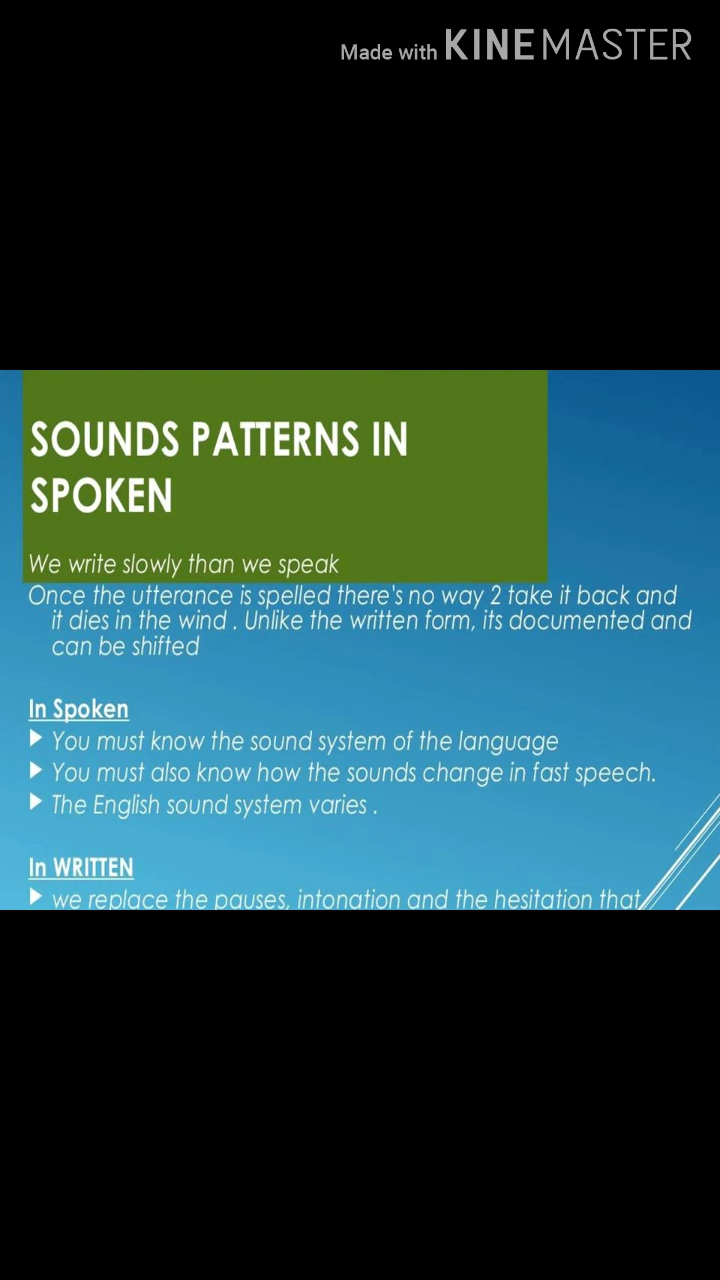 Made with KINEMASTER
SOUNDS PATTERNS IN
SPOKEN
We write slowly than we speak
Once the utterance is spelled there's no way 2 take it back and
it dies in the wind . Unlike the written form, its documented and
can be shifted
In Spoken
You must know the sound system of the language
You must also know how the sounds change in fast speech.
The English sound system varies .
In WRITTEN
we replace the pauses, intonation and the hesitation that